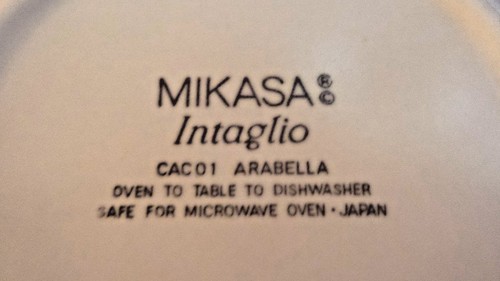 MIKASA®©
Intaglio
CAC01 ARABELLA
OVEN TO TABLE TO DISHWASHER
SAFE FOR MICROWAVE OVEN · JAPAN